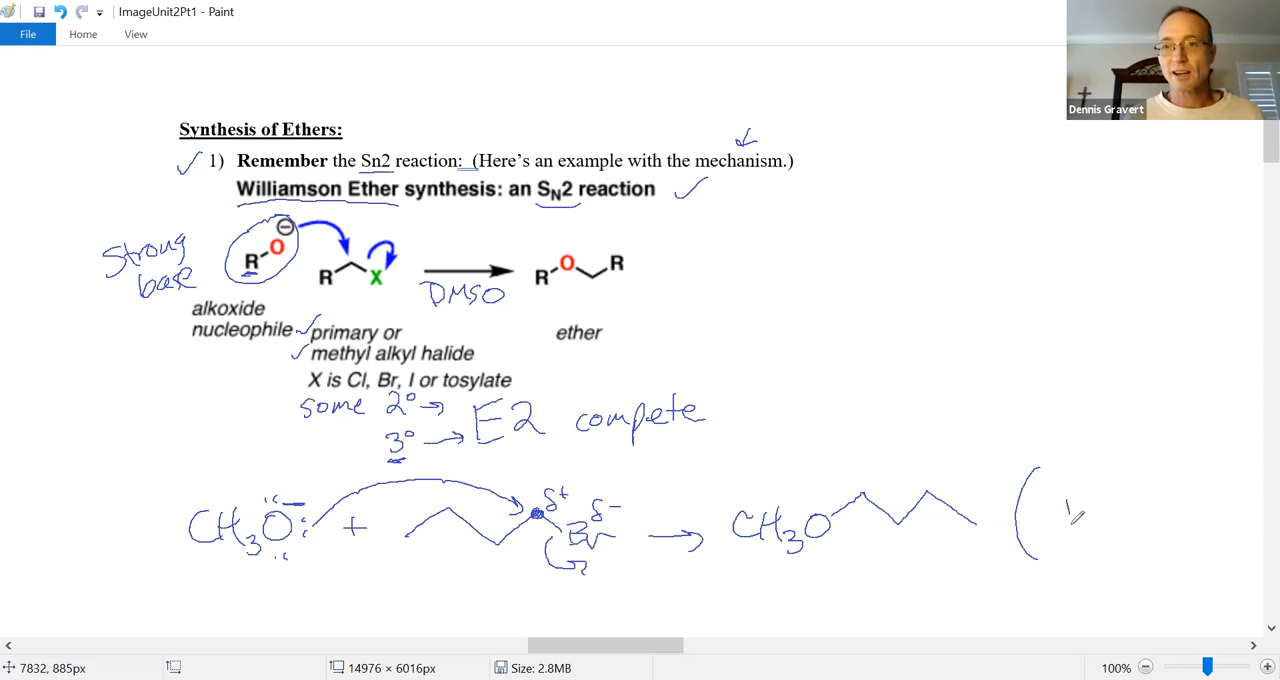 ImageUnit2Pt1 - Paint
File Home View
Dennis Gravert
Synthesis of Ethers:
1) Remember the Sn2 reaction: (Here's an example with the mechanism.)
Williamson Ether synthesis: an SN2 reaction
strong
base
R O
R X
DMSO
R O R
alkoxide
nucleophile
primary or
methyl alkyl halide
X is Cl, Br, I or tosylate
ether
some 2° →
3° → E2 compete
CH3O:− + δ+ Br δ− → CH3O (
7832, 885px
14976 × 6016px
Size: 2.8MB
100%